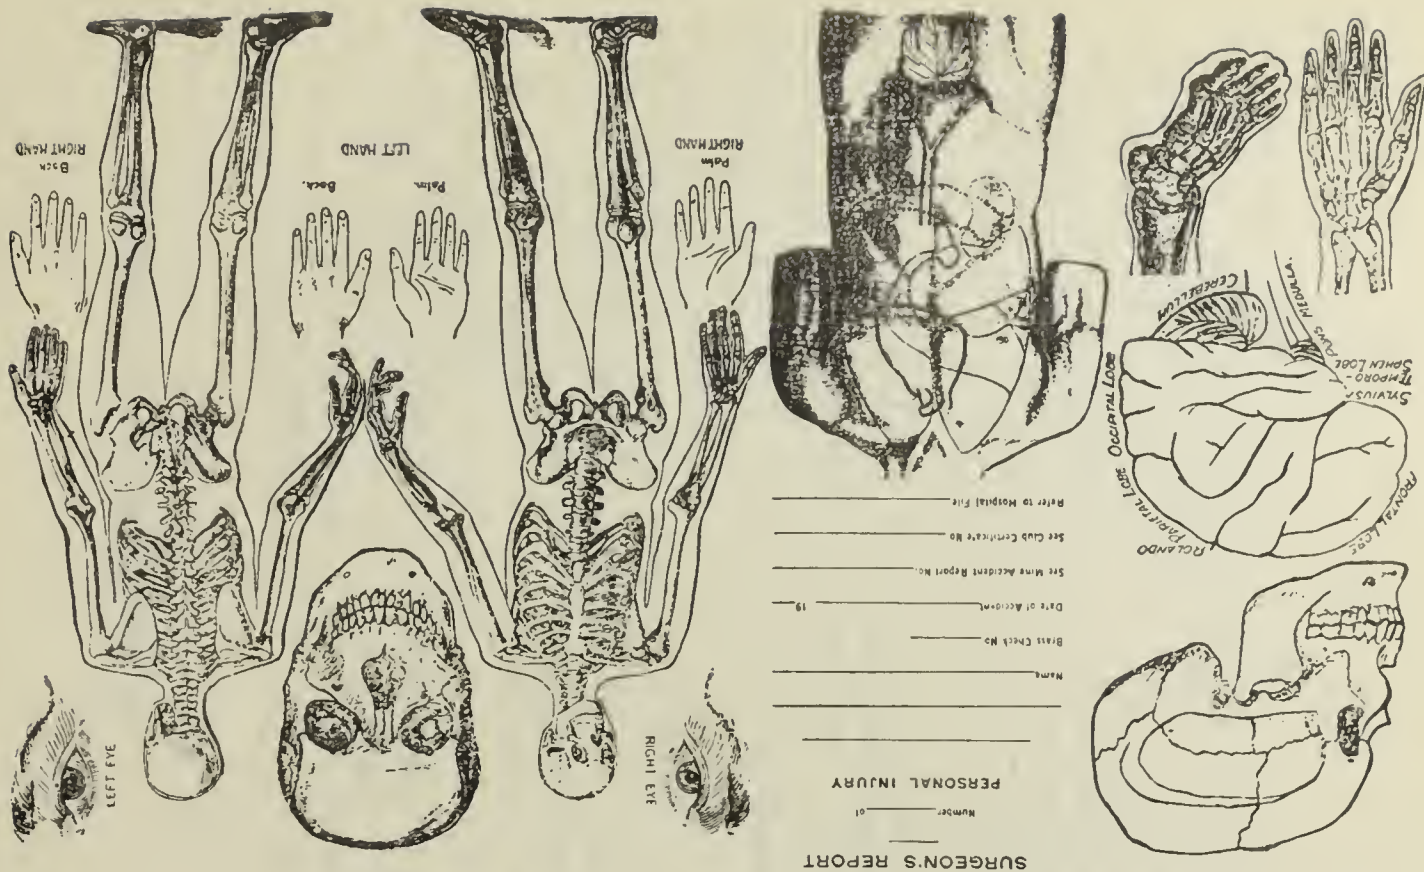 SURGEON'S REPORT
Number of
PERSONAL INJURY
Name
Brass Check No
Date of Accident 19
See Mine Accident Report No.
See Club Certificate No
Refer to Hospital File
FRONTAL LOBE
ROLANDO
PARIETAL LOBE
OCCIPITAL LOBE
TEMPORO-
SPHEN LOBE
PONS MEDULLA.
CEREBELLUM
RIGHT EYE
LEFT EYE
Palm
RIGHT HAND
Palm.
Back.
LEFT HAND
Back
RIGHT HAND